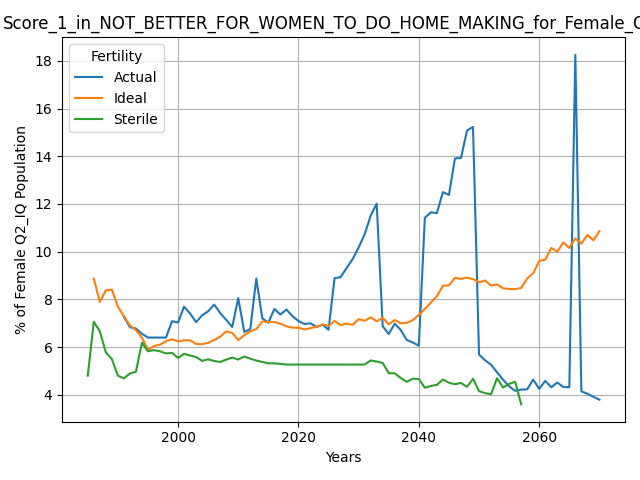 Score_1_in_NOT_BETTER_FOR_WOMEN_TO_DO_HOME_MAKING_for_Female_
Fertility
Actual
Ideal
Sterile
% of Female Q2_IQ Population
18
16
14
12
10
8
6
4
2000
2020
2040
2060
Years